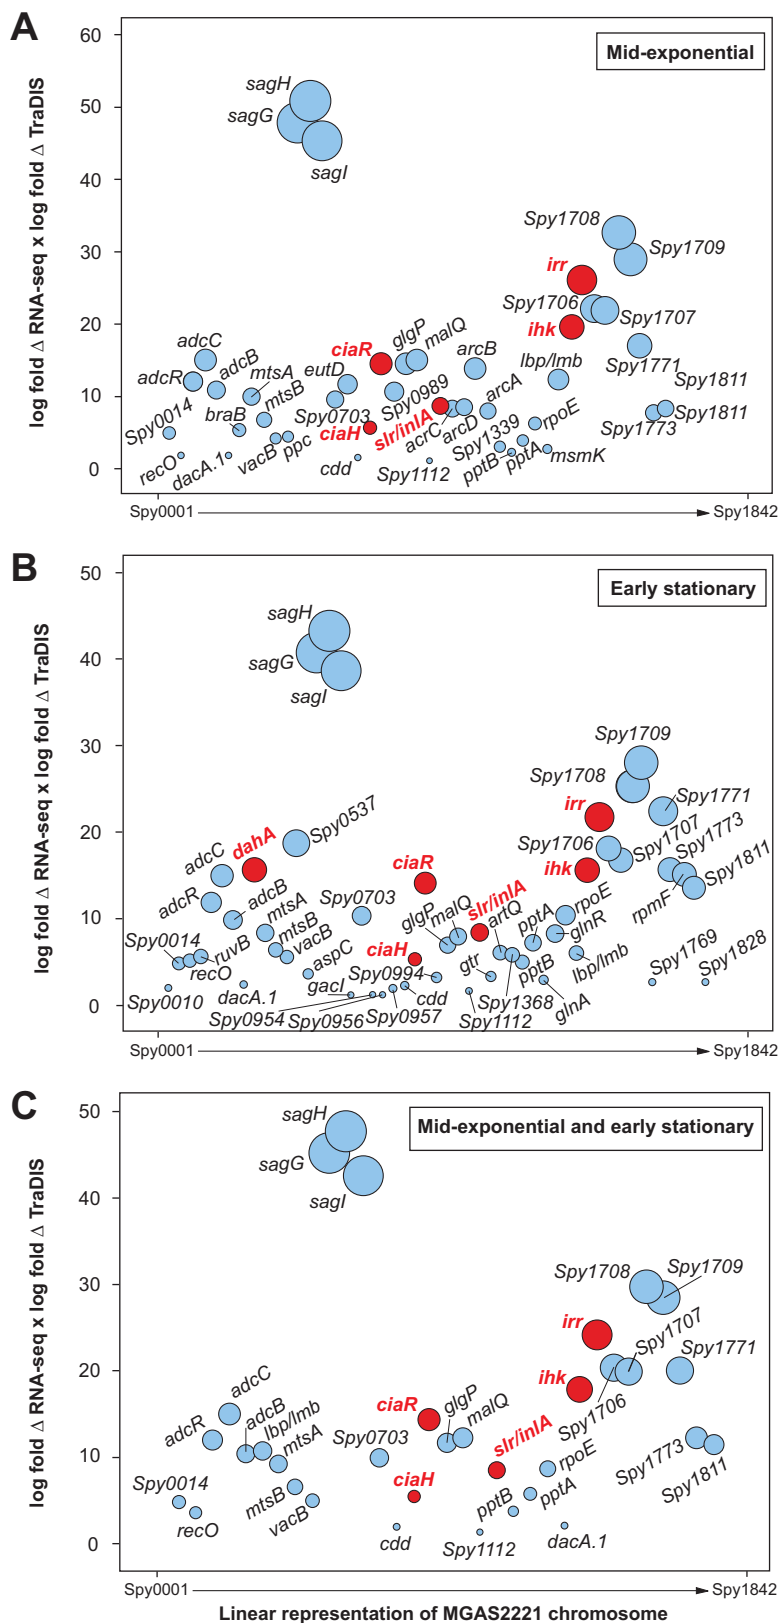 A
Mid-exponential
log fold Δ RNA-seq x log fold Δ TraDIS
60
50
40
30
20
10
0
sagH
sagG
sagI
Spy1708
Spy1709
irr
Spy1706
ihk
Spy1707
Spy1771
Spy1811
Spy1811
Spy1773
adcC
adcR
adcB
mtsA
mtsB
Spy0014
braB
recO
dacA.1
vacB
ppc
eutD
Spy0703
ciaR
ciaH
cdd
glgP
malQ
Spy0989
slr/inlA
Spy1112
arcB
arcC
arcD
arcA
lbp/lmb
Spy1339
pptB
pptA
rpoE
msmK
Spy0001
Spy1842
B
Early stationary
log fold Δ RNA-seq x log fold Δ TraDIS
50
40
30
20
10
0
sagH
sagG
sagI
Spy1709
Spy1708
irr
Spy1771
Spy1706
Spy1707
Spy1773
ihk
Spy1811
rpmF
dahA
Spy0537
adcC
adcR
adcB
mtsA
mtsB
vacB
Spy0014
ruvB
recO
Spy0010
dacA.1
aspC
gacI
Spy0703
ciaR
ciaH
glgP
malQ
slr/inlA
artQ
pptA
rpoE
glnR
Spy0994
gtr
pptB
lbp/lmb
Spy0954
Spy0956
Spy0957
cdd
Spy1112
Spy1368
glnA
Spy1769
Spy1828
Spy0001
Spy1842
C
Mid-exponential and early stationary
log fold Δ RNA-seq x log fold Δ TraDIS
50
40
30
20
10
0
sagH
sagG
sagI
Spy1708
Spy1709
irr
Spy1707
Spy1771
ihk
Spy1706
Spy1773
Spy1811
adcC
adcR
adcB
lbp/lmb
mtsA
Spy0014
recO
mtsB
vacB
Spy0703
ciaR
ciaH
glgP
malQ
slr/inlA
rpoE
pptB
pptA
cdd
Spy1112
dacA.1
Spy0001
Spy1842
Linear representation of MGAS2221 chromosome